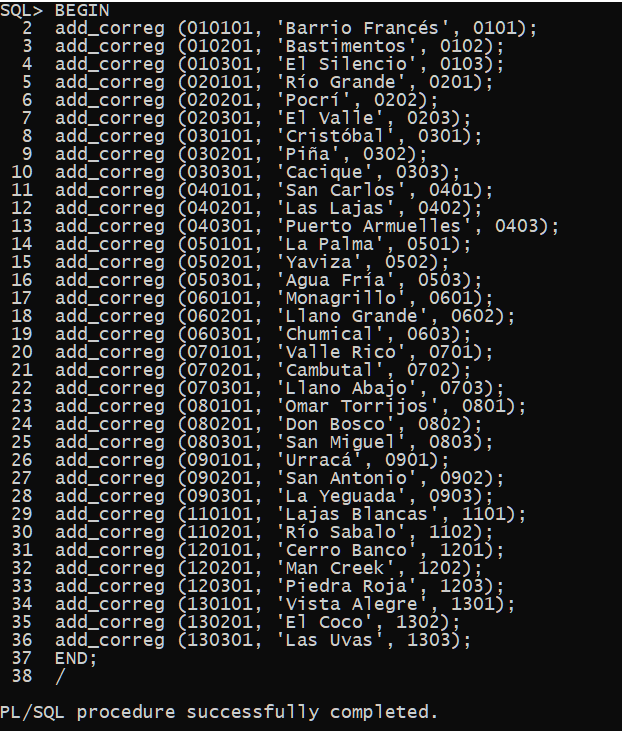 SQL> BEGIN
  2  add_correg (010101, 'Barrio Francés', 0101);
  3  add_correg (010201, 'Bastimentos', 0102);
  4  add_correg (010301, 'El Silencio', 0103);
  5  add_correg (020101, 'Río Grande', 0201);
  6  add_correg (020201, 'Pocrí', 0202);
  7  add_correg (020301, 'El Valle', 0203);
  8  add_correg (030101, 'Cristóbal', 0301);
  9  add_correg (030201, 'Piña', 0302);
 10  add_correg (030301, 'Cacique', 0303);
 11  add_correg (040101, 'San Carlos', 0401);
 12  add_correg (040201, 'Las Lajas', 0402);
 13  add_correg (040301, 'Puerto Armuelles', 0403);
 14  add_correg (050101, 'La Palma', 0501);
 15  add_correg (050201, 'Yaviza', 0502);
 16  add_correg (050301, 'Agua Fría', 0503);
 17  add_correg (060101, 'Monagrillo', 0601);
 18  add_correg (060201, 'Llano Grande', 0602);
 19  add_correg (060301, 'Chumical', 0603);
 20  add_correg (070101, 'Valle Rico', 0701);
 21  add_correg (070201, 'Cambutal', 0702);
 22  add_correg (070301, 'Llano Abajo', 0703);
 23  add_correg (080101, 'Omar Torrijos', 0801);
 24  add_correg (080201, 'Don Bosco', 0802);
 25  add_correg (080301, 'San Miguel', 0803);
 26  add_correg (090101, 'Urracá', 0901);
 27  add_correg (090201, 'San Antonio', 0902);
 28  add_correg (090301, 'La Yeguada', 0903);
 29  add_correg (110101, 'Lajas Blancas', 1101);
 30  add_correg (110201, 'Río Sabalo', 1102);
 31  add_correg (120101, 'Cerro Banco', 1201);
 32  add_correg (120201, 'Man Creek', 1202);
 33  add_correg (120301, 'Piedra Roja', 1203);
 34  add_correg (130101, 'Vista Alegre', 1301);
 35  add_correg (130201, 'El Coco', 1302);
 36  add_correg (130301, 'Las Uvas', 1303);
 37  END;
 38  /
PL/SQL procedure successfully completed.